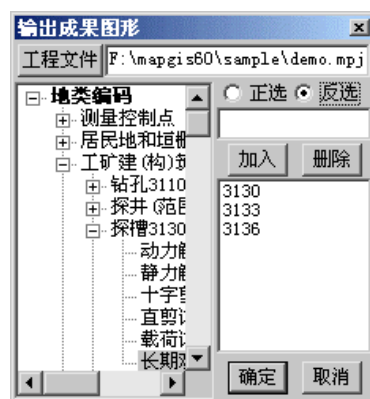 输出成果图形
工程文件 F:\mapgis60\sample\demo.mpj
地类编码
测量控制点
居民地和垣栅
工矿建(构)筑
钻孔3110
探井(范围
探槽3130
动力触
静力触
十字
直剪
载荷
长期观
正选 反选
加入 删除
3130
3133
3136
确定 取消